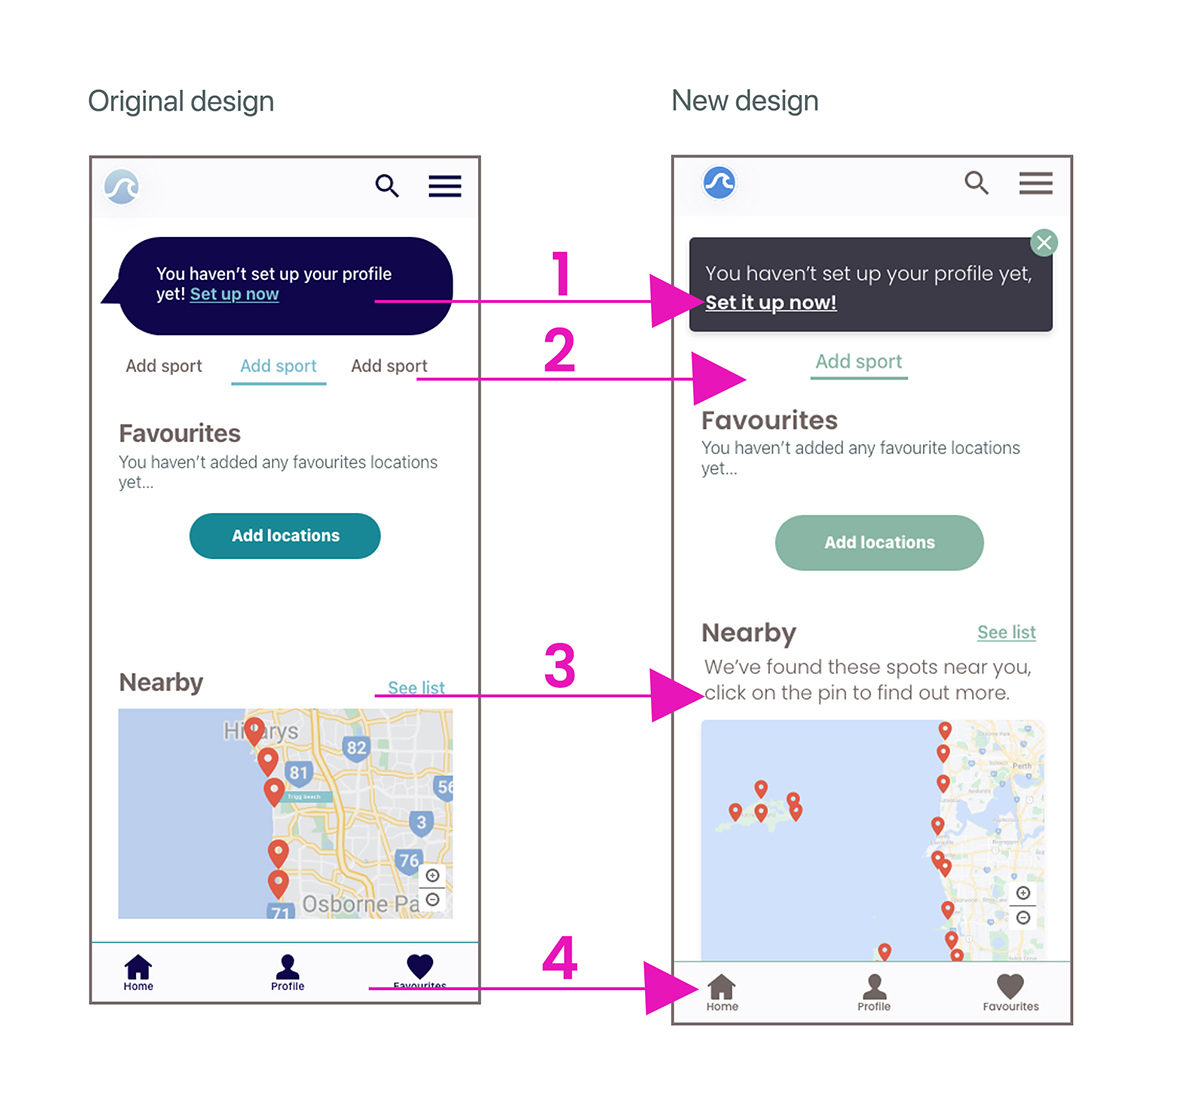 Original design
New design
You haven't set up your profile
yet! Set up now
1
You haven't set up your profile yet,
Set it up now!
Add sport
Add sport
Add sport
2
Add sport
Favourites
You haven't added any favourites locations
yet...
Favourites
You haven't added any favourite locations
yet...
Add locations
Add locations
Nearby
See list
3
Nearby
See list
We've found these spots near you,
click on the pin to find out more.
Hillarys
82
81
56
Trigg beach
3
76
71
Osborne Pa
Perth
4
Home
Profile
Favourites
Home
Profile
Favourites